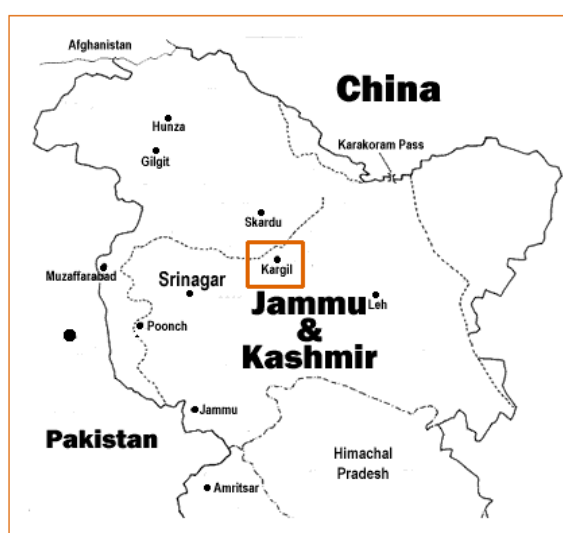 Afghanistan
China
Hunza
Karakoram Pass
Gilgit
Skardu
Kargil
Muzaffarabad
Srinagar
Jammu
&
Kashmir
Leh
Poonch
Jammu
Pakistan
Himachal
Pradesh
Amritsar